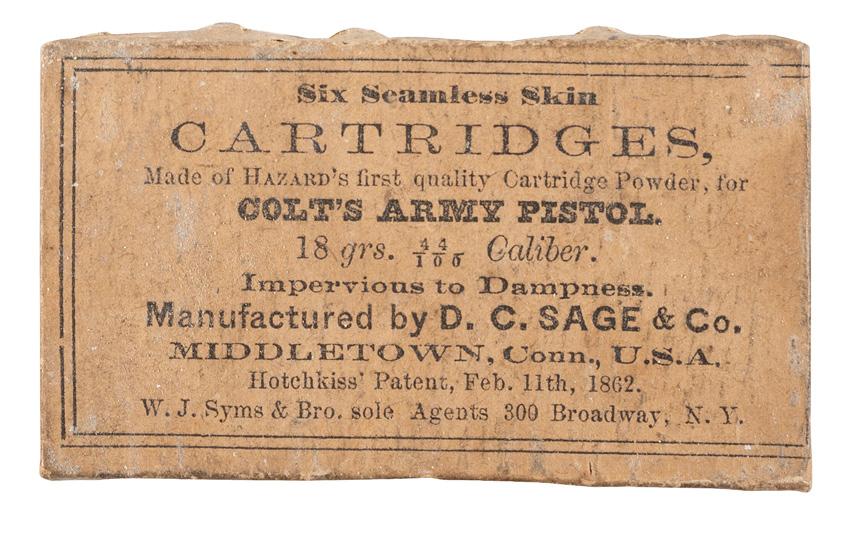 Six Seamless Skin
CARTRIDGES,
Made of HAZARD'S first quality Cartridge Powder, for
COLT'S ARMY PISTOL.
18 grs. 44/100 Caliber.
Impervious to Dampness.
Manufactured by D. C. SAGE & Co.
MIDDLETOWN, Conn., U.S.A.
Hotchkiss' Patent, Feb. 11th, 1862.
W. J. Syms & Bro. sole Agents 300 Broadway, N. Y.